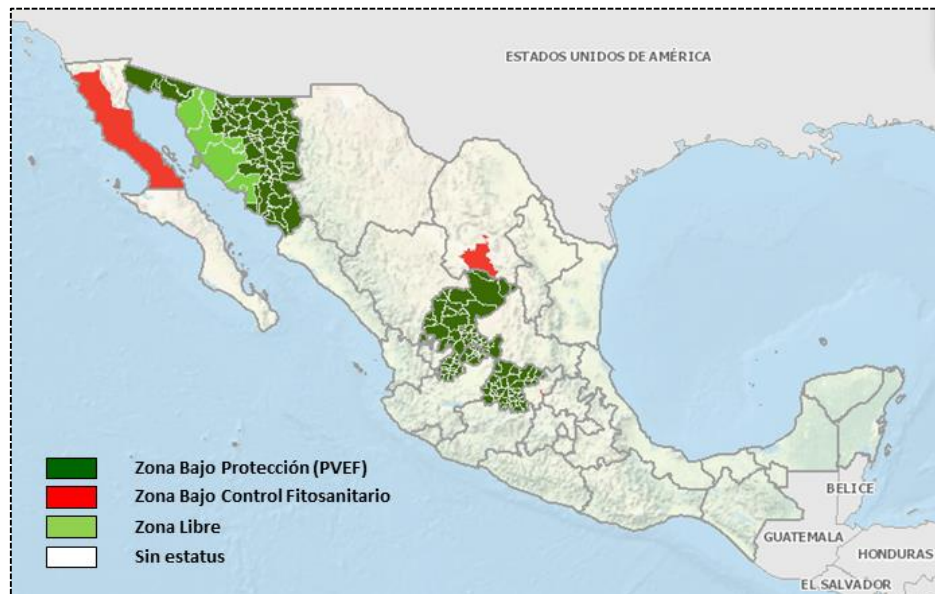 ESTADOS UNIDOS DE AMÉRICA
Zona Bajo Protección (PVEF)
Zona Bajo Control Fitosanitario
Zona Libre
Sin estatus
BELICE
GUATEMALA
HONDURAS
EL SALVADOR